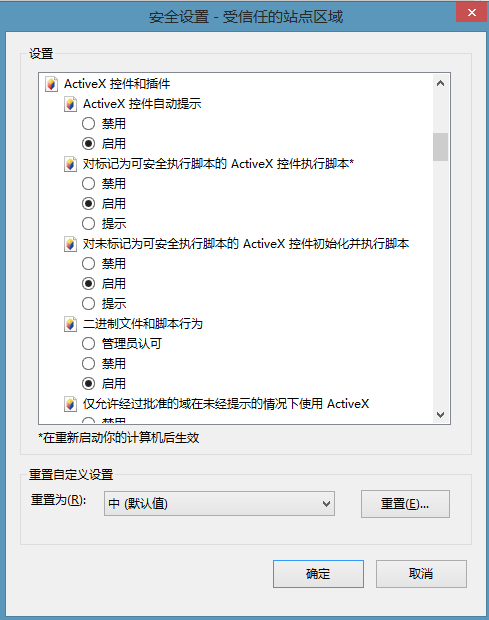 安全设置 - 受信任的站点区域
设置
ActiveX 控件和插件
ActiveX 控件自动提示
禁用
启用
对标记为可安全执行脚本的 ActiveX 控件执行脚本*
禁用
启用
提示
对未标记为可安全执行脚本的 ActiveX 控件初始化并执行脚本
禁用
启用
提示
二进制文件和脚本行为
管理员认可
禁用
启用
仅允许经过批准的域在未经提示的情况下使用 ActiveX
禁用
*在重新启动你的计算机后生效
重置自定义设置
重置为(R):
中 (默认值)
重置(E)...
确定
取消